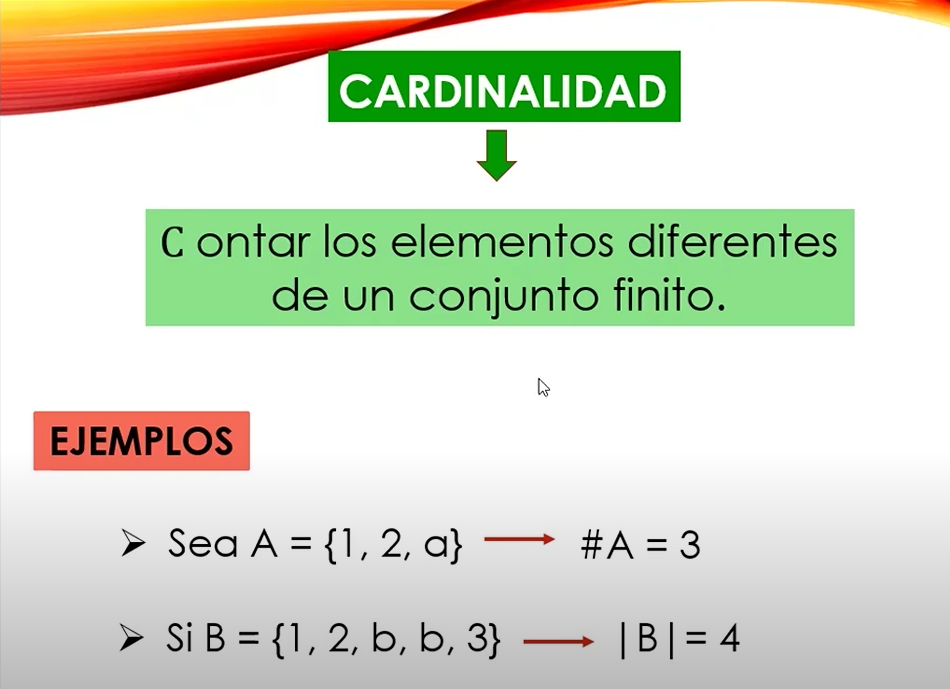 CARDINALIDAD
C ontar los elementos diferentes
de un conjunto finito.
EJEMPLOS
➢ Sea A = {1, 2, a} → #A = 3
➢ Si B = {1, 2, b, b, 3} → |B|= 4